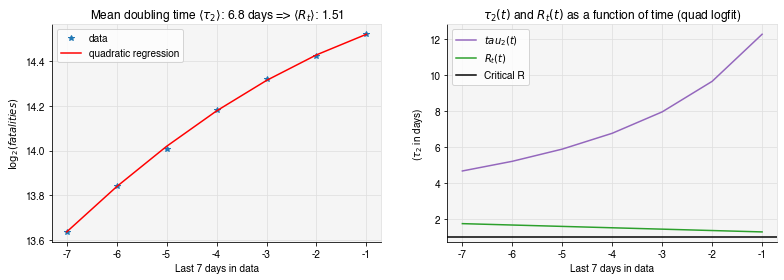 Mean doubling time ⟨τ₂⟩: 6.8 days => ⟨Rₜ⟩: 1.51
data
quadratic regression
log₂(fatalities)
14.4
14.2
14.0
13.8
13.6
-7 -6 -5 -4 -3 -2 -1
Last 7 days in data
τ₂(t) and Rₜ(t) as a function of time (quad logfit)
tau₂(t)
Rₜ(t)
Critical R
(τ₂ in days)
12
10
8
6
4
2
-7 -6 -5 -4 -3 -2 -1
Last 7 days in data